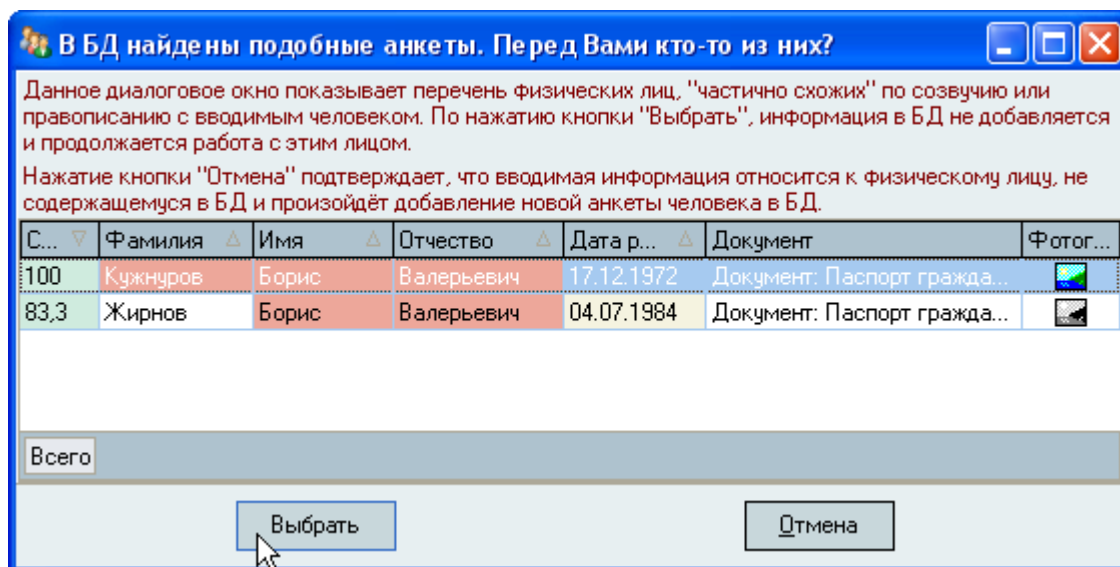 В БД найдены подобные анкеты. Перед Вами кто-то из них?
Данное диалоговое окно показывает перечень физических лиц, "частично схожих" по созвучию или
правописанию с вводимым человеком. По нажатию кнопки "Выбрать", информация в БД не добавляется
и продолжается работа с этим лицом.
Нажатие кнопки "Отмена" подтверждает, что вводимая информация относится к физическому лицу, не
содержащемуся в БД и произойдёт добавление новой анкеты человека в БД.
С... Фамилия Имя Отчество Дата р... Документ Фотог...
100 Кужнуров Борис Валерьевич 17.12.1972 Документ: Паспорт гражда...
83,3 Жирнов Борис Валерьевич 04.07.1984 Документ: Паспорт гражда...
Всего
Выбрать Отмена